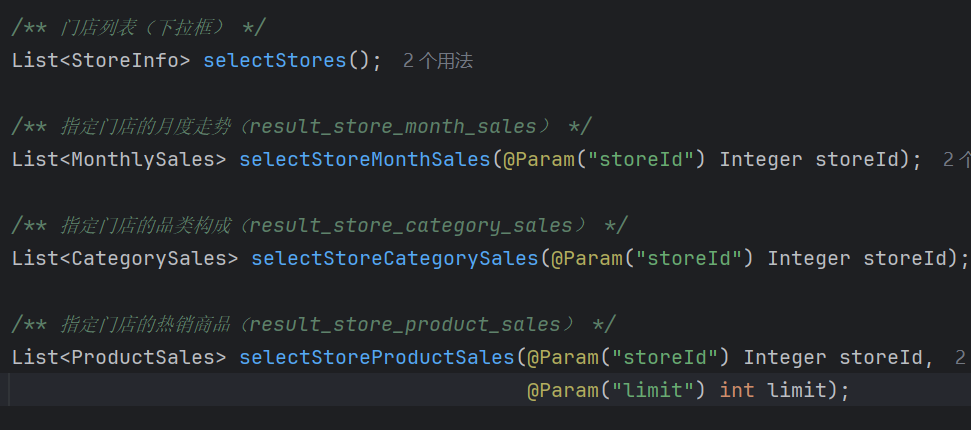 /** 门店列表（下拉框） */
List<StoreInfo> selectStores(); 2个用法
/** 指定门店的月度走势（result_store_month_sales） */
List<MonthlySales> selectStoreMonthSales(@Param("storeId") Integer storeId); 2个
/** 指定门店的品类构成（result_store_category_sales） */
List<CategorySales> selectStoreCategorySales(@Param("storeId") Integer storeId);
/** 指定门店的热销商品（result_store_product_sales） */
List<ProductSales> selectStoreProductSales(@Param("storeId") Integer storeId, 2
@Param("limit") int limit);